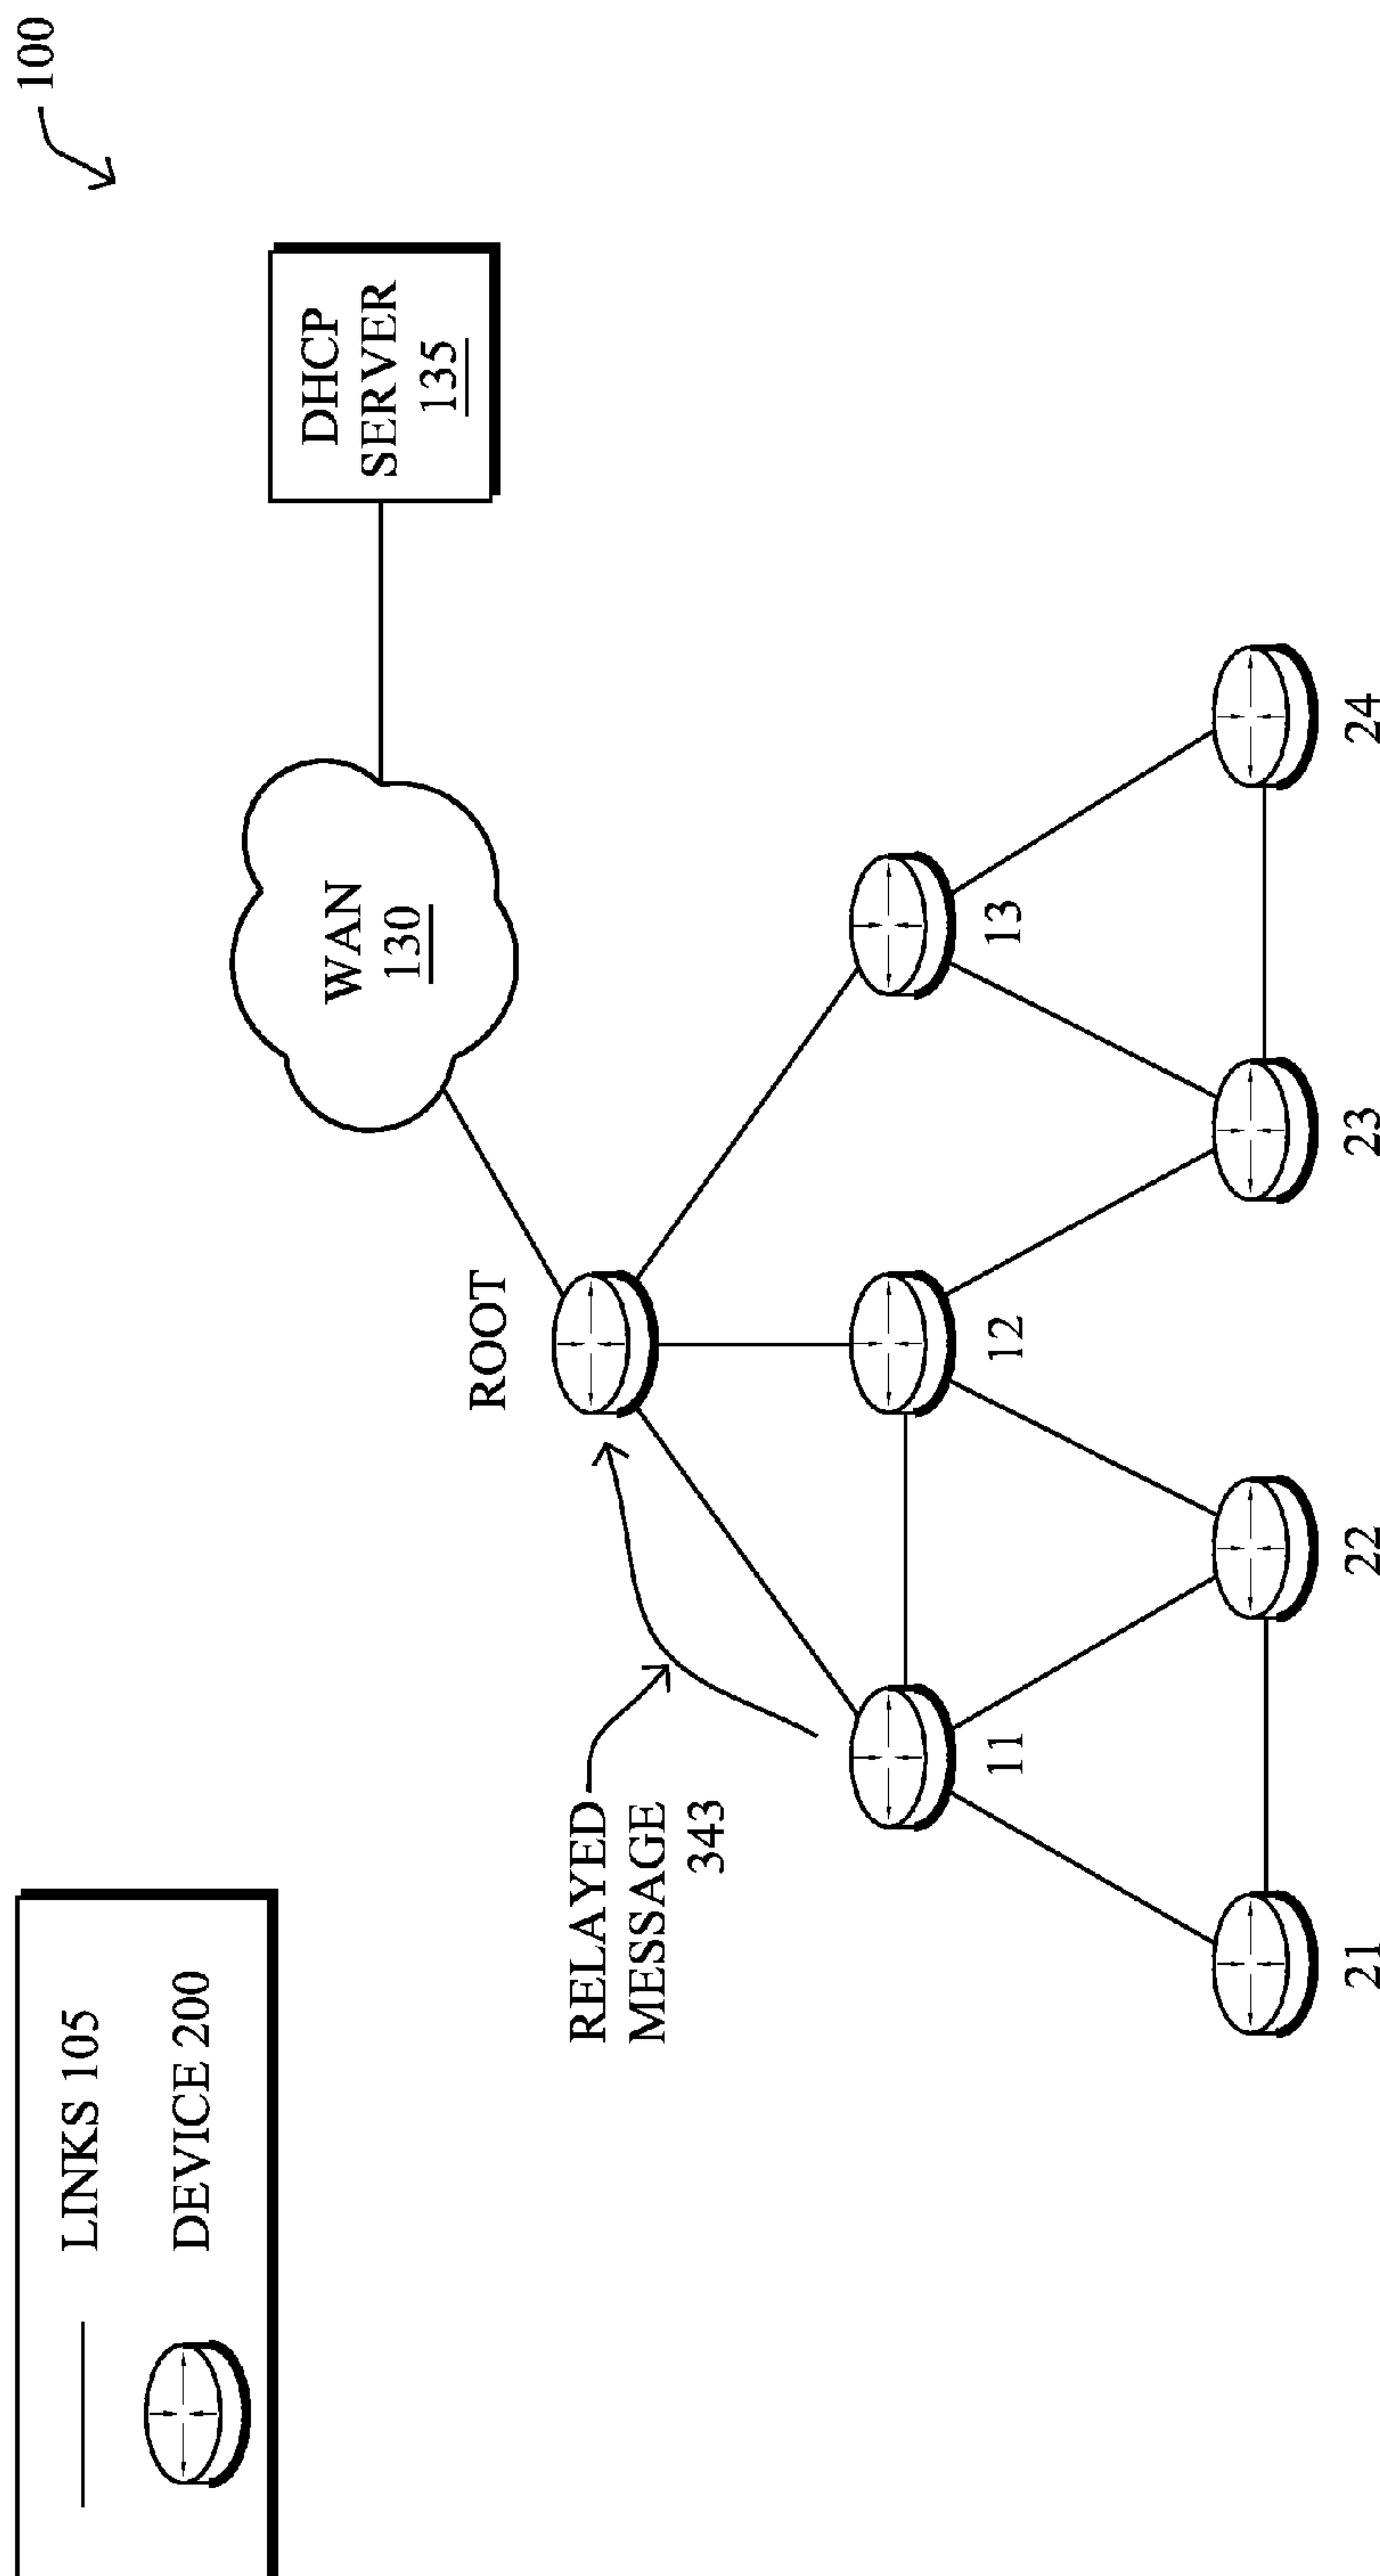 100
LINKS 105
DEVICE 200
DHCP
SERVER
135
WAN
130
ROOT
RELAYED
MESSAGE
343
11
12
13
21
22
23
24